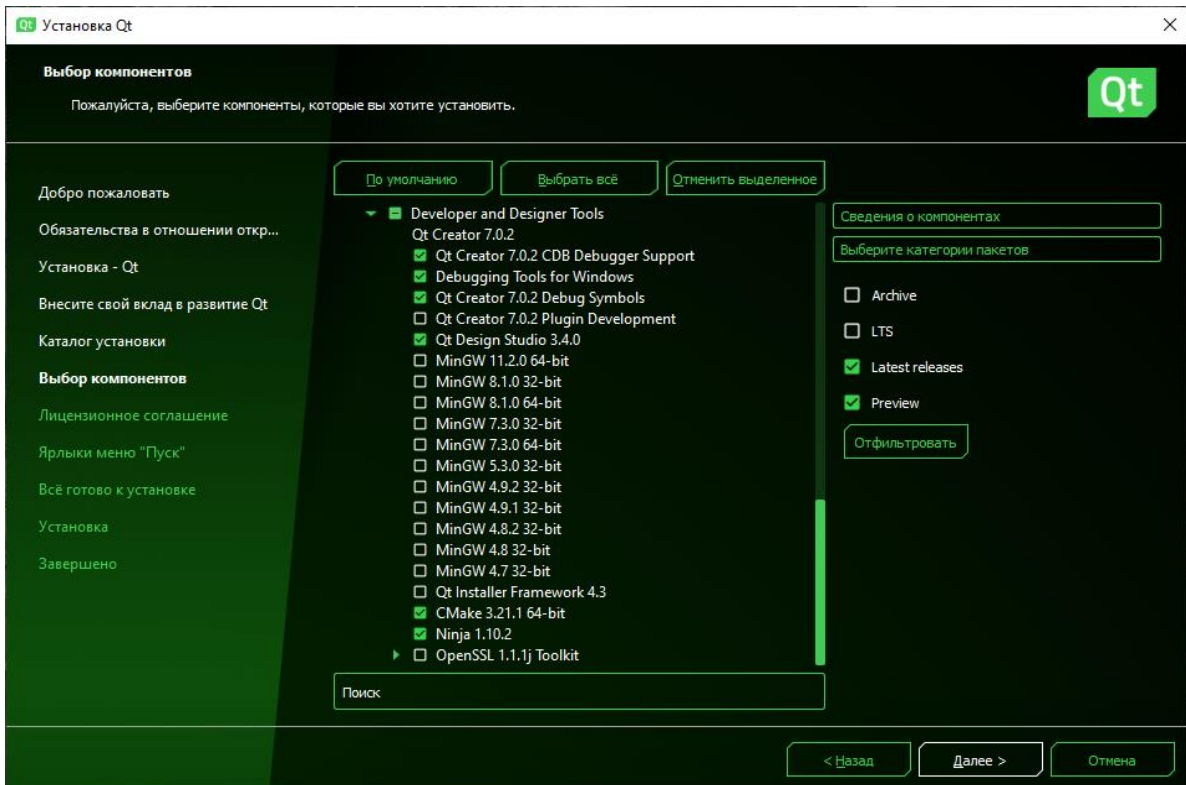 Qt Установка Qt
Выбор компонентов
Пожалуйста, выберите компоненты, которые вы хотите установить.
Qt
Добро пожаловать
Обязательства в отношении откр...
Установка - Qt
Внесите свой вклад в развитие Qt
Каталог установки
Выбор компонентов
Лицензионное соглашение
Ярлыки меню "Пуск"
Всё готово к установке
Установка
Завершено
По умолчанию
Выбрать всё
Отменить выделенное
Developer and Designer Tools
Qt Creator 7.0.2
Qt Creator 7.0.2 CDB Debugger Support
Debugging Tools for Windows
Qt Creator 7.0.2 Debug Symbols
Qt Creator 7.0.2 Plugin Development
Qt Design Studio 3.4.0
MinGW 11.2.0 64-bit
MinGW 8.1.0 32-bit
MinGW 8.1.0 64-bit
MinGW 7.3.0 32-bit
MinGW 7.3.0 64-bit
MinGW 5.3.0 32-bit
MinGW 4.9.2 32-bit
MinGW 4.9.1 32-bit
MinGW 4.8.2 32-bit
MinGW 4.8 32-bit
MinGW 4.7 32-bit
Qt Installer Framework 4.3
CMake 3.21.1 64-bit
Ninja 1.10.2
OpenSSL 1.1.1j Toolkit
Поиск
Сведения о компонентах
Выберите категории пакетов
Archive
LTS
Latest releases
Preview
Отфильтровать
< Назад
Далее >
Отмена